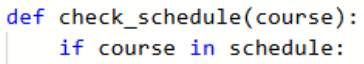 def check_schedule(course):
    if course in schedule: